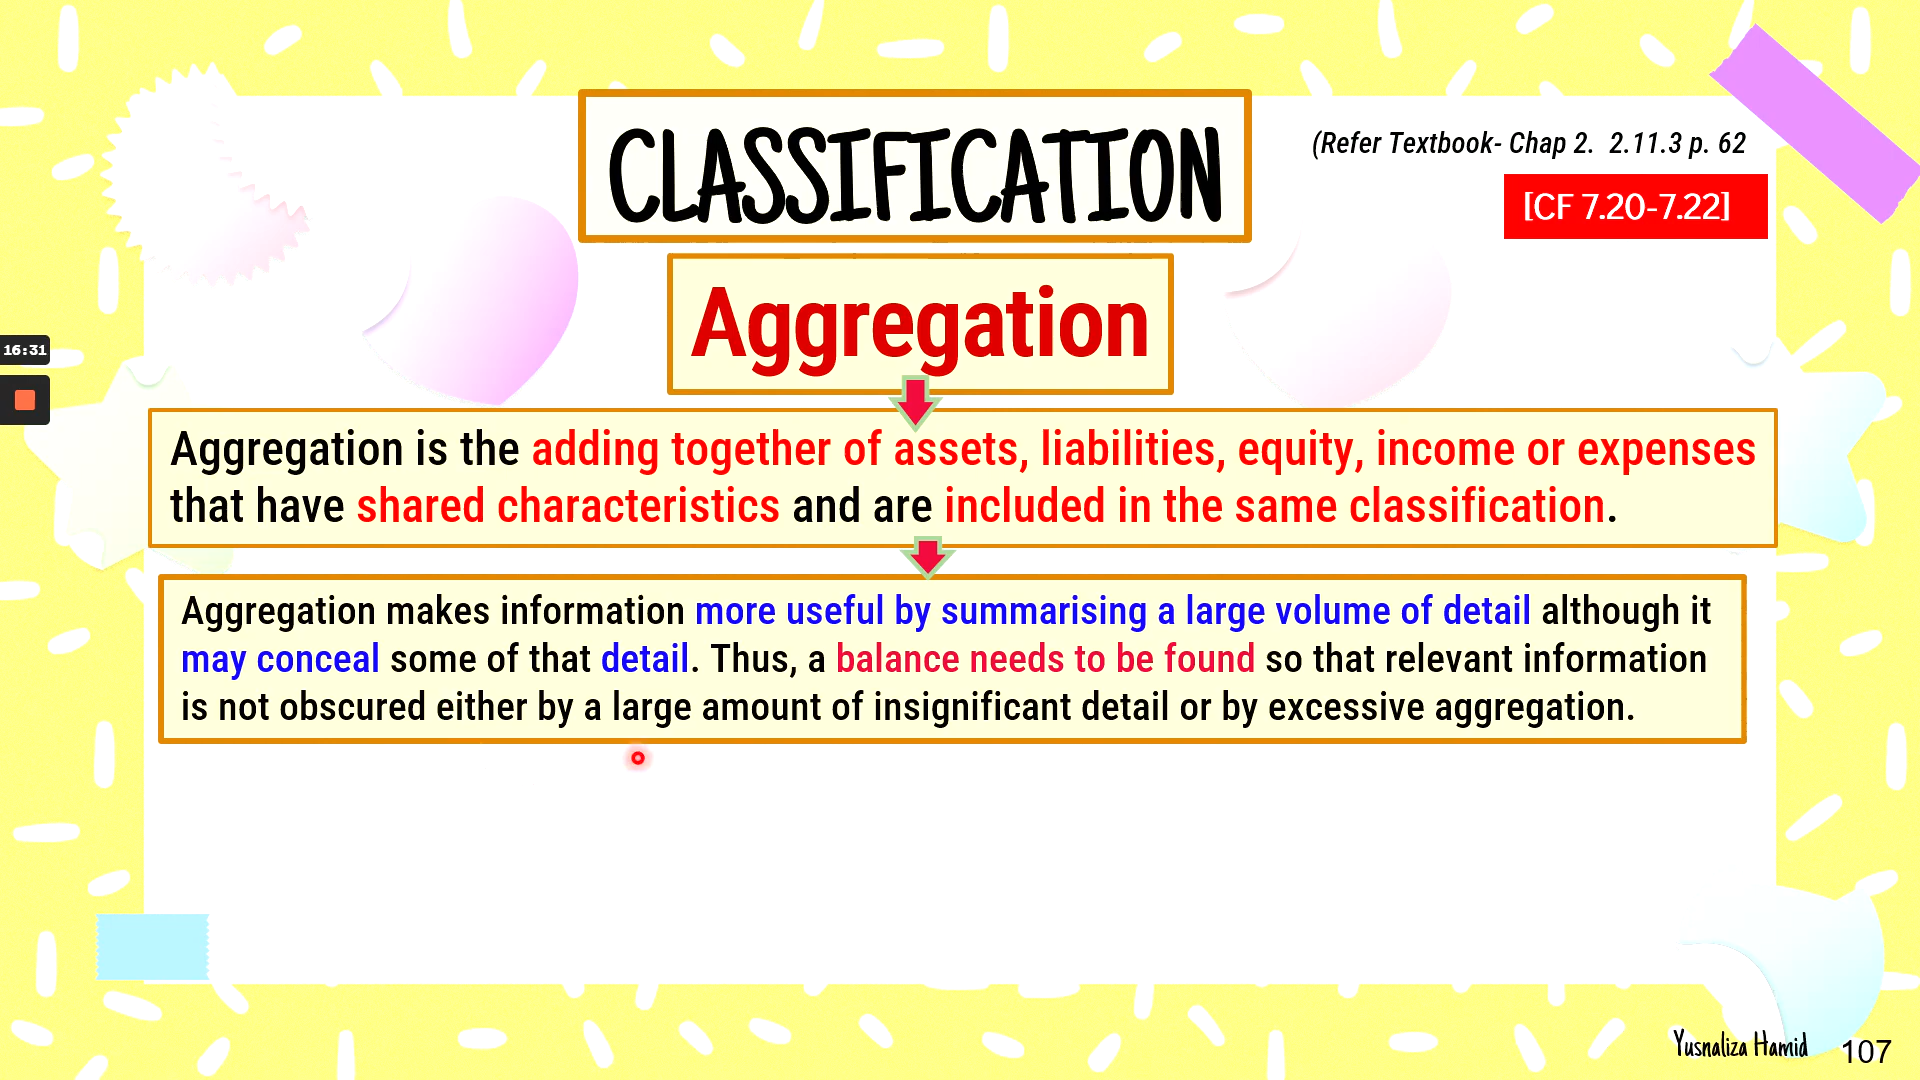 CLASSIFICATION
(Refer Textbook- Chap 2. 2.11.3 p. 62
[CF 7.20-7.22]
Aggregation
16:31
Aggregation is the adding together of assets, liabilities, equity, income or expenses
that have shared characteristics and are included in the same classification.
Aggregation makes information more useful by summarising a large volume of detail although it
may conceal some of that detail. Thus, a balance needs to be found so that relevant information
is not obscured either by a large amount of insignificant detail or by excessive aggregation.
Yusnaliza Hamid
107